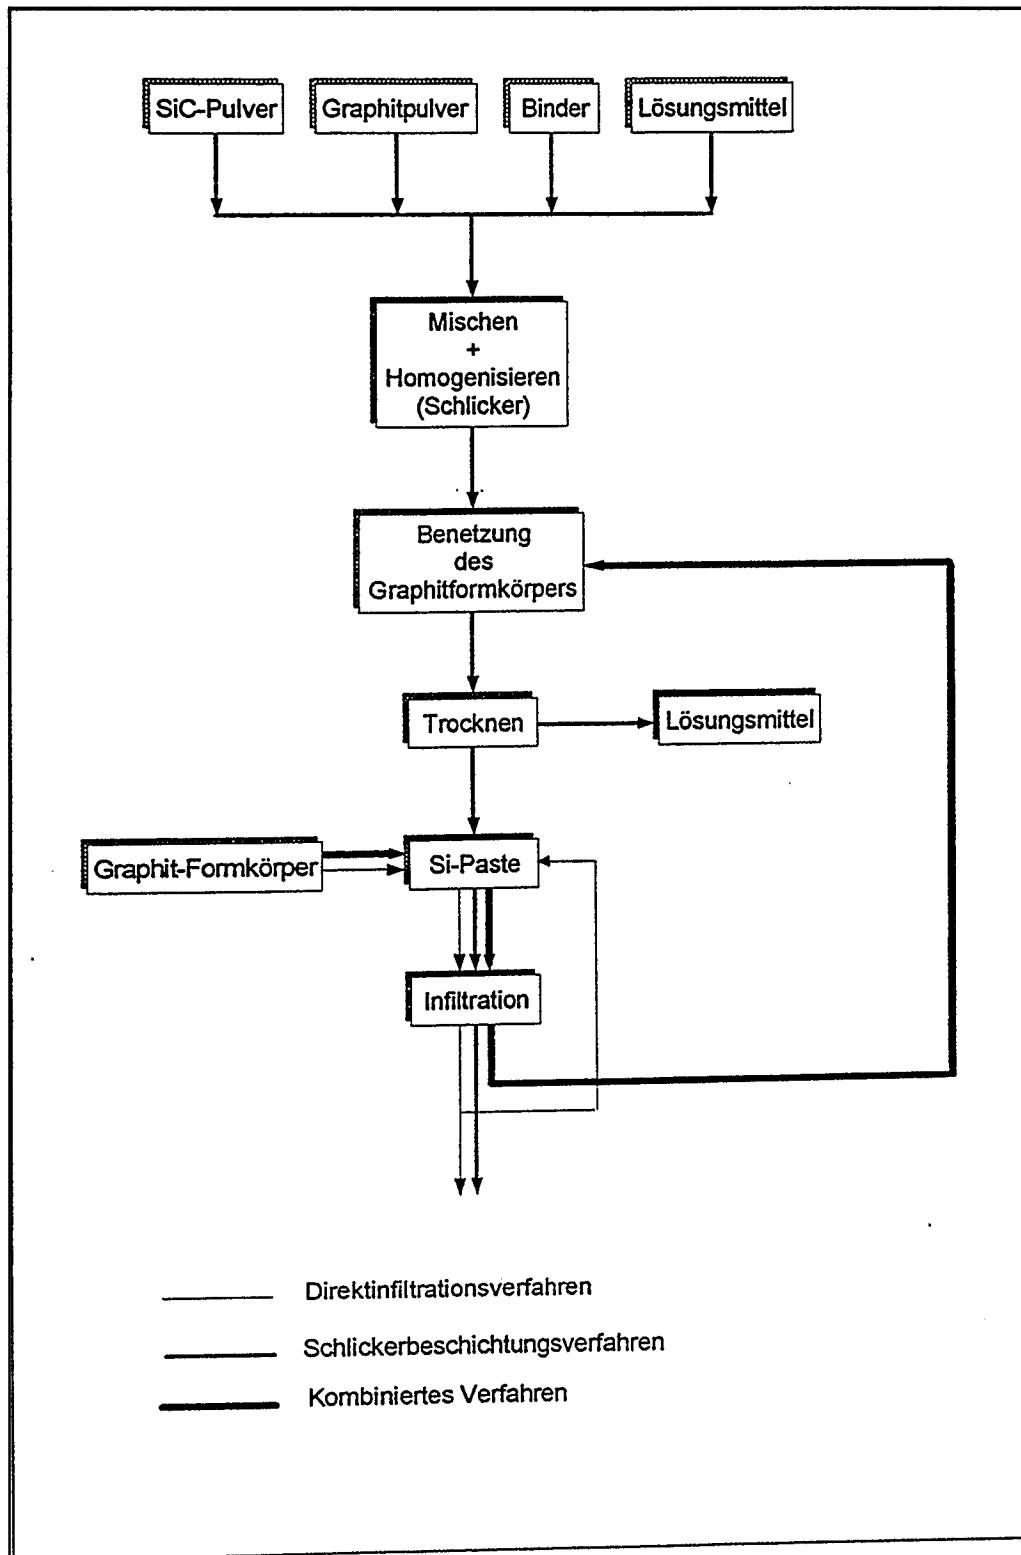 SiC-Pulver
Graphitpulver
Binder
Lösungsmittel
Mischen
+
Homogenisieren
(Schlicker)
Benetzung
des
Graphitformkörpers
Trocknen
Lösungsmittel
Graphit-Formkörper
Si-Paste
Infiltration
Direktinfiltrationsverfahren
Schlickerbeschichtungsverfahren
Kombiniertes Verfahren